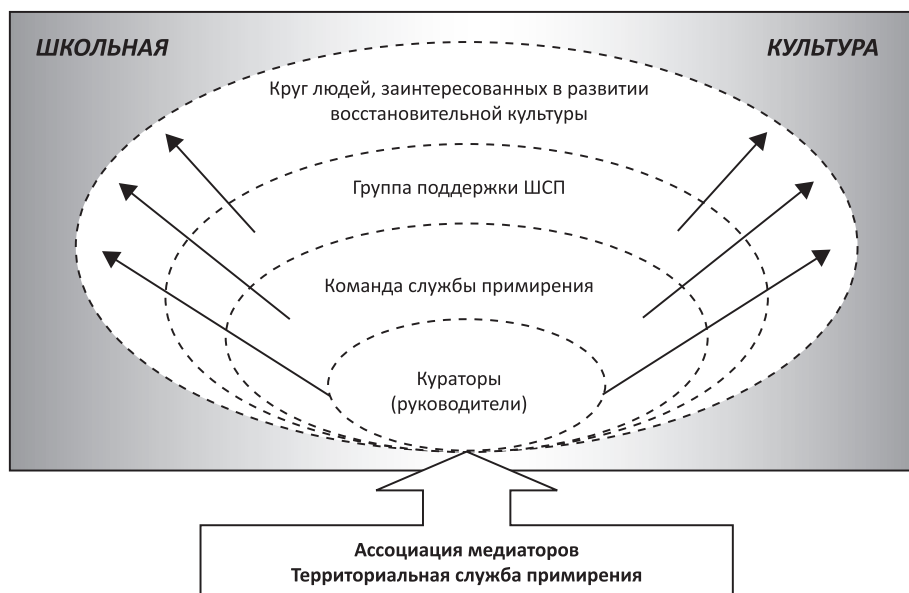 ШКОЛЬНАЯ
КУЛЬТУРА
Круг людей, заинтересованных в развитии
восстановительной культуры
Группа поддержки ШСП
Команда службы примирения
Кураторы
(руководители)
Ассоциация медиаторов
Территориальная служба примирения